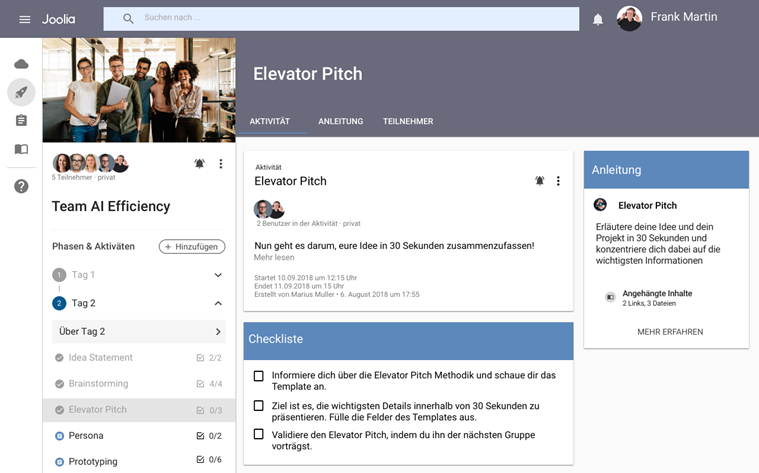 Joolia
Suchen nach ...
Frank Martin
Elevator Pitch
AKTIVITÄT
ANLEITUNG
TEILNEHMER
5 Teilnehmer · privat
Team AI Efficiency
Phasen & Aktiväten
+ Hinzufügen
1 Tag 1
2 Tag 2
Über Tag 2
Idea Statement 2/2
Brainstorming 4/4
Elevator Pitch 0/3
Persona 0/2
Prototyping 0/6
Aktivität
Elevator Pitch
2 Benutzer in der Aktivität · privat
Nun geht es darum, eure Idee in 30 Sekunden zusammenzufassen!
Mehr lesen
Startet 10.09.2018 um 12:15 Uhr
Endet 11.09.2018 um 15 Uhr
Erstellt von Marius Muller • 6. August 2018 um 17:55
Checkliste
Informiere dich über die Elevator Pitch Methodik und schaue dir das
Template an.
Ziel ist es, die wichtigsten Details innerhalb von 30 Sekunden zu
präsentieren. Fülle die Felder des Templates aus.
Validiere den Elevator Pitch, indem du ihn der nächsten Gruppe
vorträgst.
Anleitung
Elevator Pitch
Erläutere deine Idee und dein
Projekt in 30 Sekunden und
konzentriere dich dabei auf die
wichtigsten Informationen
Angehängte Inhalte
2 Links, 3 Dateien
MEHR ERFAHREN